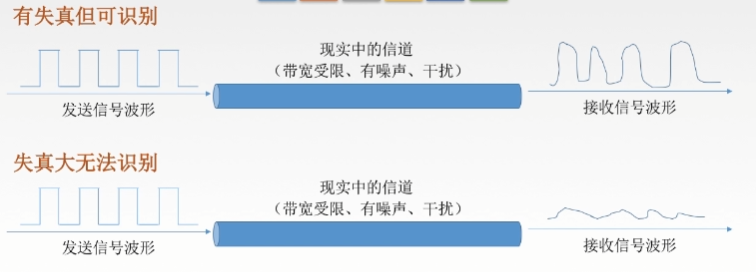 有失真但可识别
现实中的信道
（带宽受限、有噪声、干扰）
发送信号波形
接收信号波形
失真大无法识别
现实中的信道
（带宽受限、有噪声、干扰）
发送信号波形
接收信号波形